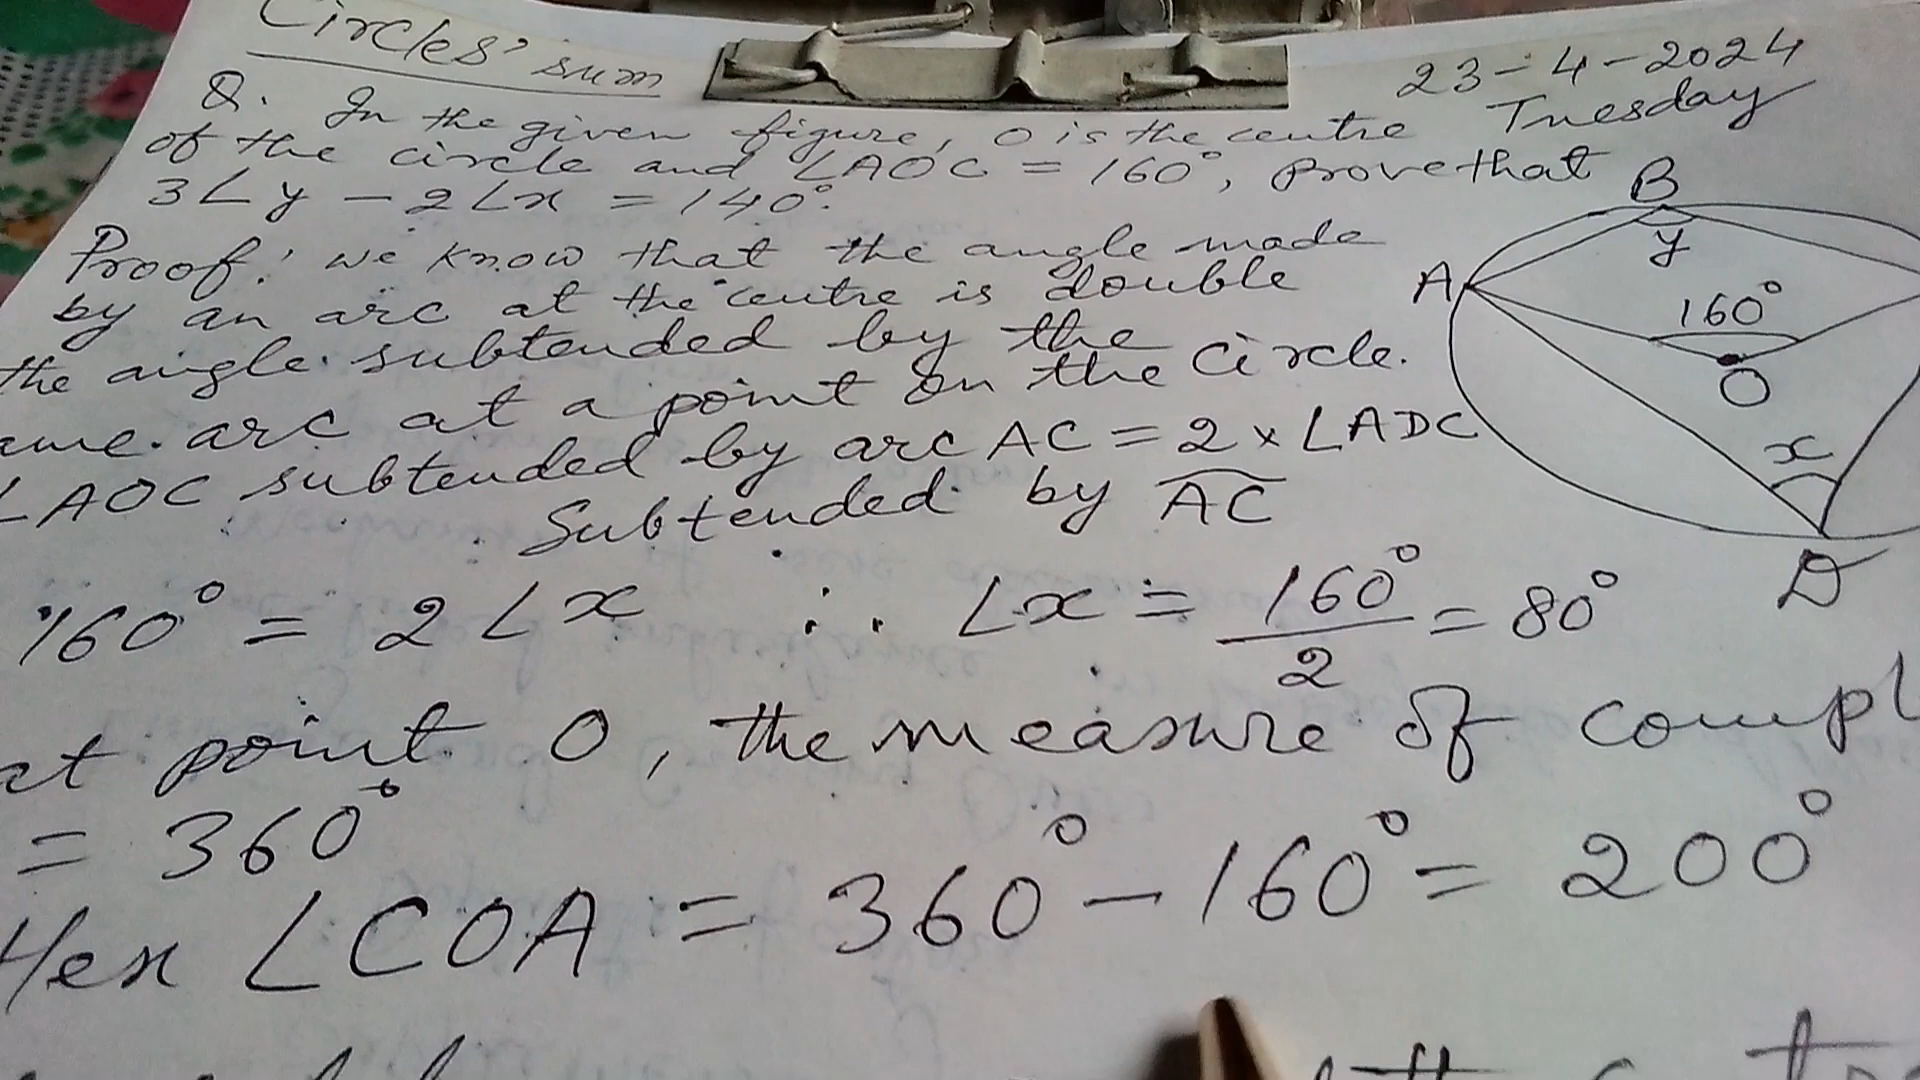 Circles' sum
23-4-2024
Tuesday
Q. In the given figure, O is the centre
of the circle and ∠AOC = 160°, prove that
3∠y - 2∠x = 140°.
Proof: we know that the angle made
by an arc at the centre is double
the angle subtended by the
ame arc at a point on the circle.
∠AOC subtended by arc AC = 2 × ∠ADC
Subtended by AC
160° = 2∠x ∴ ∠x = 160°/2 = 80°
at point O, the measure of compl
= 360°
∠COA = 360° - 160° = 200°
B
y
A
160°
O
x
D